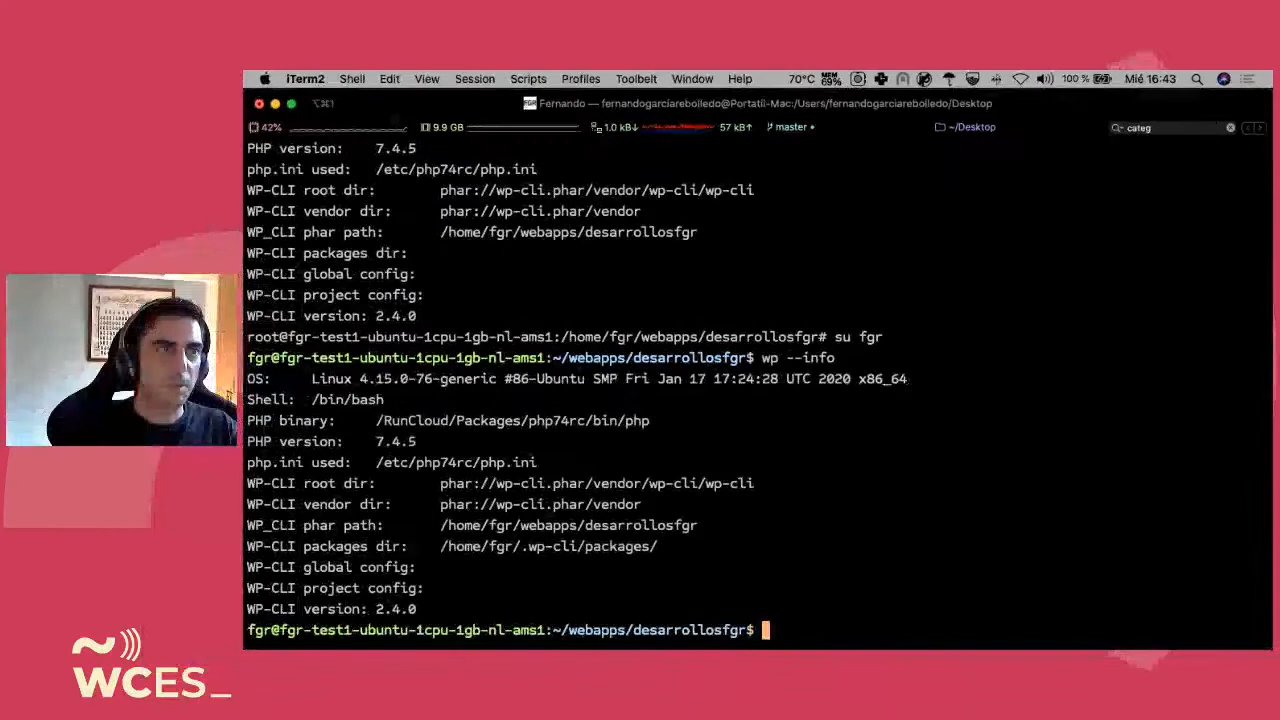 iTerm2 Shell Edit View Session Scripts Profiles Toolbelt Window Help 70°C MEM 69% 100 % Mié 16:43
⌥⌘1 FGR Fernando — fernandogarciarebolledo@Portatil-Mac:/Users/fernandogarciarebolledo/Desktop
42% 9.9 GB 1.0 kB↓ 57 kB↑ master • ~/Desktop categ
PHP version: 7.4.5
php.ini used: /etc/php74rc/php.ini
WP-CLI root dir: phar://wp-cli.phar/vendor/wp-cli/wp-cli
WP-CLI vendor dir: phar://wp-cli.phar/vendor
WP_CLI phar path: /home/fgr/webapps/desarrollosfgr
WP-CLI packages dir:
WP-CLI global config:
WP-CLI project config:
WP-CLI version: 2.4.0
root@fgr-test1-ubuntu-1cpu-1gb-nl-ams1:/home/fgr/webapps/desarrollosfgr# su fgr
fgr@fgr-test1-ubuntu-1cpu-1gb-nl-ams1:~/webapps/desarrollosfgr$ wp --info
OS: Linux 4.15.0-76-generic #86-Ubuntu SMP Fri Jan 17 17:24:28 UTC 2020 x86_64
Shell: /bin/bash
PHP binary: /RunCloud/Packages/php74rc/bin/php
PHP version: 7.4.5
php.ini used: /etc/php74rc/php.ini
WP-CLI root dir: phar://wp-cli.phar/vendor/wp-cli/wp-cli
WP-CLI vendor dir: phar://wp-cli.phar/vendor
WP_CLI phar path: /home/fgr/webapps/desarrollosfgr
WP-CLI packages dir: /home/fgr/.wp-cli/packages/
WP-CLI global config:
WP-CLI project config:
WP-CLI version: 2.4.0
fgr@fgr-test1-ubuntu-1cpu-1gb-nl-ams1:~/webapps/desarrollosfgr$
WCES_